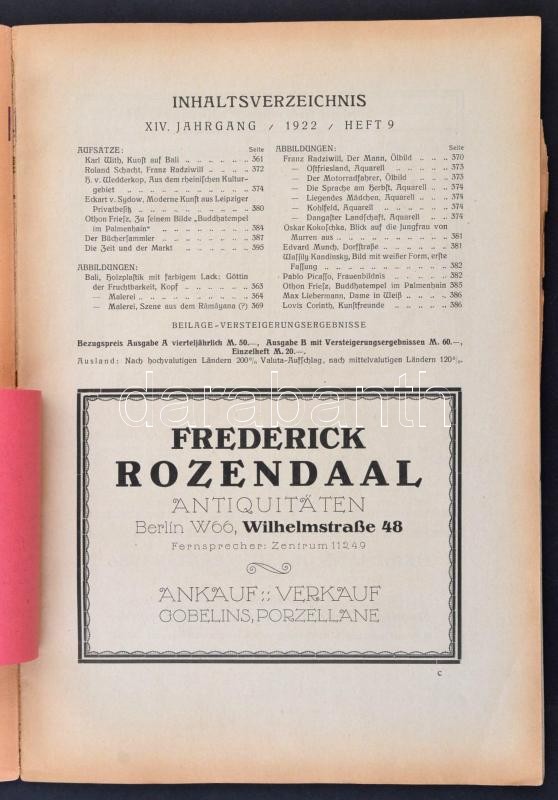 INHALTSVERZEICHNIS
XIV. JAHRGANG / 1922 / HEFT 9
AUFSÄTZE: Seite
Karl With, Kunst auf Bali .. .. .. .. .. .. 361
Roland Schacht, Franz Radziwill .. .. .. .. 372
H. v. Wedderkop, Aus dem rheinischen Kultur-
gebiet .. .. .. .. .. .. .. .. .. 374
Eckart v. Sydow, Moderne Kunst aus Leipziger
Privatbesitz .. .. .. .. .. .. .. .. 380
Othon Friesz, Zu seinem Bilde „Buddhatempel
im Palmenhain“ .. .. .. .. .. .. .. 384
Der Büchersammler .. .. .. .. .. .. .. 387
Die Zeit und der Markt .. .. .. .. .. .. 395
ABBILDUNGEN:
Bali, Holzplastik mit farbigem Lack: Göttin
der Fruchtbarkeit, Kopf .. .. .. .. .. 363
— Malerei .. .. .. .. .. .. .. .. .. 364
— Malerei, Szene aus dem Râmâyana (?) 369
ABBILDUNGEN: Seite
Franz Radziwill, Der Mann, Ölbild .. .. .. 370
— Ostfriesland, Aquarell .. .. .. .. .. 373
— Der Motorradfahrer, Ölbild .. .. .. 373
— Die Sprache am Herbst, Aquarell .. .. 374
— Liegendes Mädchen, Aquarell .. .. .. 374
— Kohlfeld, Aquarell .. .. .. .. .. .. 374
— Dangaster Landschaft, Aquarell .. .. 374
Oskar Kokoschka, Blick auf die Jungfrau von
Murren aus .. .. .. .. .. .. .. .. 381
Edvard Munch, Dorfstraße .. .. .. .. .. 381
Wassily Kandinsky, Bild mit weißer Form, erste
Fassung .. .. .. .. .. .. .. .. .. 382
Pablo Picasso, Frauenbildnis .. .. .. .. 382
Othon Friesz, Buddhatempel im Palmenhain 385
Max Liebermann, Dame in Weiß .. .. .. .. 386
Lovis Corinth, Kunstfreunde .. .. .. .. 386
BEILAGE-VERSTEIGERUNGSERGEBNISSE
Bezugspreis Ausgabe A vierteljährlich M. 50.—, Ausgabe B mit Versteigerungsergebnissen M. 60.—,
Einzelheft M. 20.—.
Ausland: Nach hochvalutigen Ländern 200% Valuta-Aufschlag, nach mittelvalutigen Ländern 120%.
darabanth
FREDERICK
ROZENDAAL
ANTIQUITÄTEN
Berlin W66, Wilhelmstraße 48
Fernsprecher: Zentrum 11249
ANKAUF :: VERKAUF
GOBELINS, PORZELLANE
C